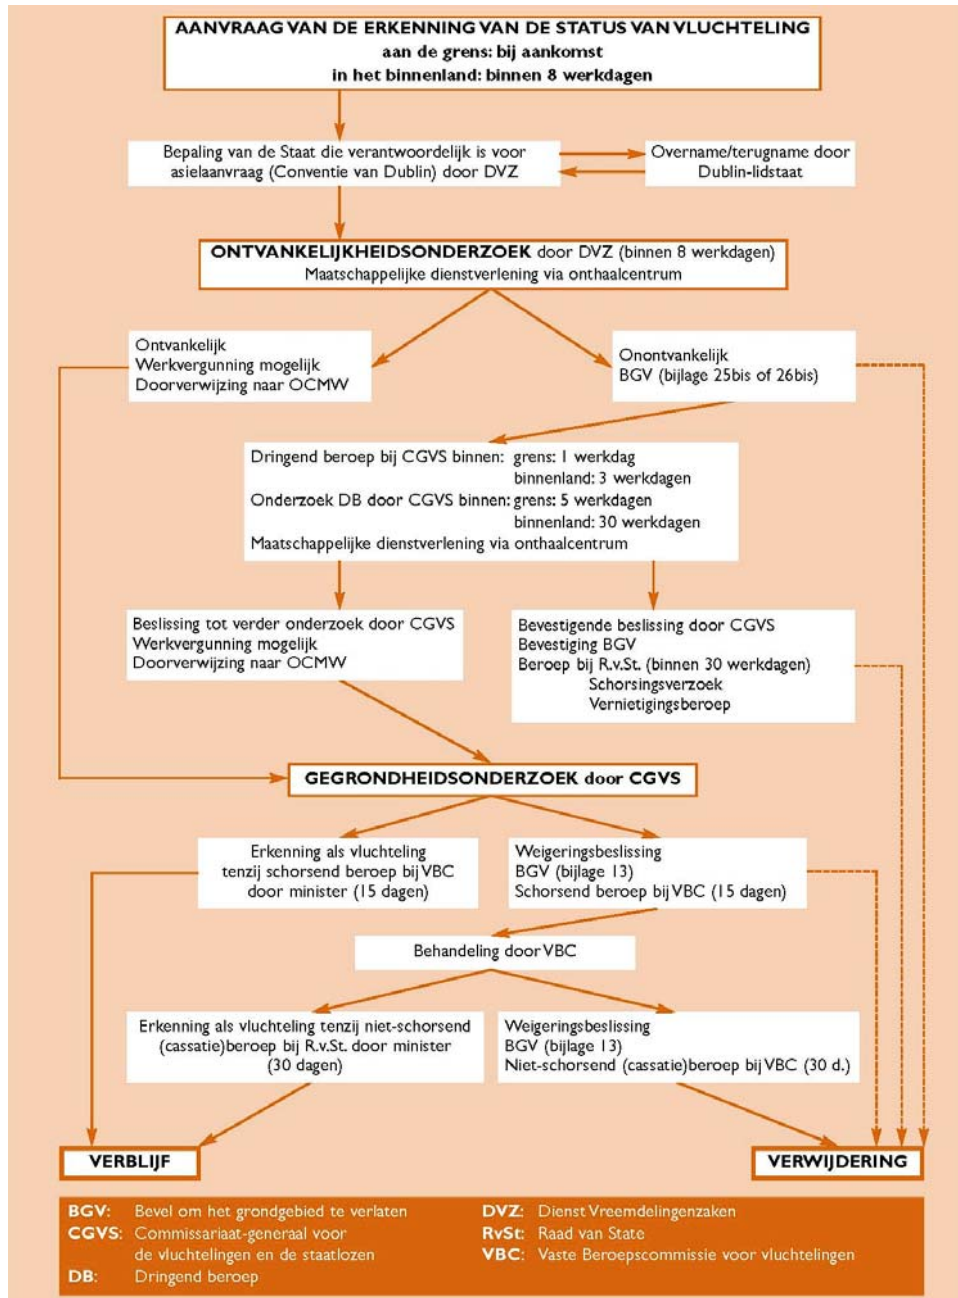 AANVRAAG VAN DE ERKENNING VAN DE STATUS VAN VLUCHTELING
aan de grens: bij aankomst
in het binnenland: binnen 8 werkdagen
Bepaling van de Staat die verantwoordelijk is voor
asielaanvraag (Conventie van Dublin) door DVZ
Overname/terugname door
Dublin-lidstaat
ONTVANKELIJKHEIDSONDERZOEK door DVZ (binnen 8 werkdagen)
Maatschappelijke dienstverlening via onthaalcentrum
Ontvankelijk
Werkvergunning mogelijk
Doorverwijzing naar OCMW
Onontvankelijk
BGV (bijlage 25bis of 26bis)
Dringend beroep bij CGVS binnen: grens: 1 werkdag
binnenland: 3 werkdagen
Onderzoek DB door CGVS binnen: grens: 5 werkdagen
binnenland: 30 werkdagen
Maatschappelijke dienstverlening via onthaalcentrum
Beslissing tot verder onderzoek door CGVS
Werkvergunning mogelijk
Doorverwijzing naar OCMW
Bevestigende beslissing door CGVS
Bevestiging BGV
Beroep bij R.v.St. (binnen 30 werkdagen)
Schorsingsverzoek
Vernietigingsberoep
GEGRONDHEIDSONDERZOEK door CGVS
Erkenning als vluchteling
tenzij schorsend beroep bij VBC
door minister (15 dagen)
Weigeringsbeslissing
BGV (bijlage 13)
Schorsend beroep bij VBC (15 dagen)
Behandeling door VBC
Erkenning als vluchteling tenzij niet-schorsend
(cassatie)beroep bij R.v.St. door minister
(30 dagen)
Weigeringsbeslissing
BGV (bijlage 13)
Niet-schorsend (cassatie)beroep bij VBC (30 d.)
VERBLIJF
VERWIJDERING
BGV: Bevel om het grondgebied te verlaten
CGVS: Commissariaat-generaal voor
de vluchtelingen en de staatlozen
DB: Dringend beroep
DVZ: Dienst Vreemdelingenzaken
RvSt: Raad van State
VBC: Vaste Beroepscommissie voor vluchtelingen